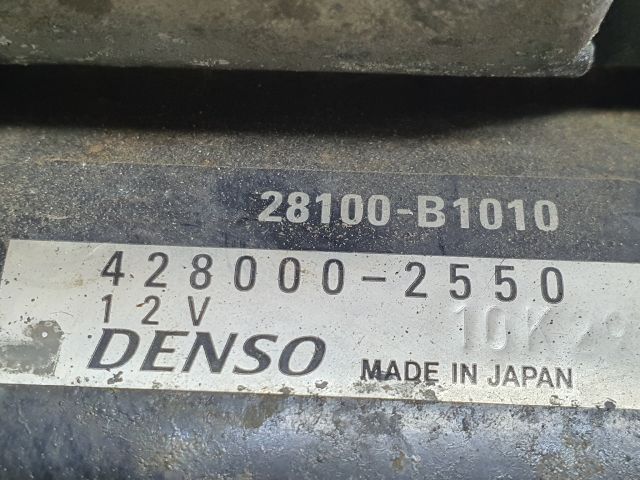 28100-B1010
428000-2550
12V
DENSO MADE IN JAPAN